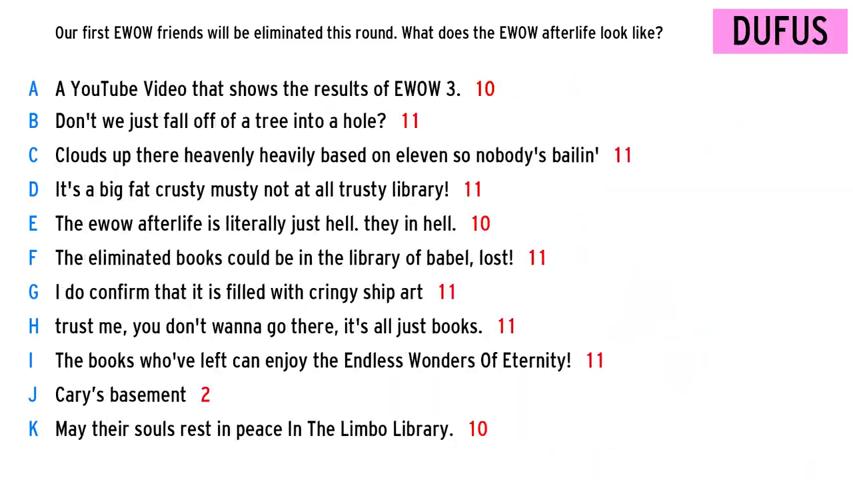 Our first EWOW friends will be eliminated this round. What does the EWOW afterlife look like?
DUFUS
A A YouTube Video that shows the results of EWOW 3. 10
B Don't we just fall off of a tree into a hole? 11
C Clouds up there heavenly heavily based on eleven so nobody's bailin' 11
D It's a big fat crusty musty not at all trusty library! 11
E The ewow afterlife is literally just hell. they in hell. 10
F The eliminated books could be in the library of babel, lost! 11
G I do confirm that it is filled with cringy ship art 11
H trust me, you don't wanna go there, it's all just books. 11
I The books who've left can enjoy the Endless Wonders Of Eternity! 11
J Cary’s basement 2
K May their souls rest in peace In The Limbo Library. 10